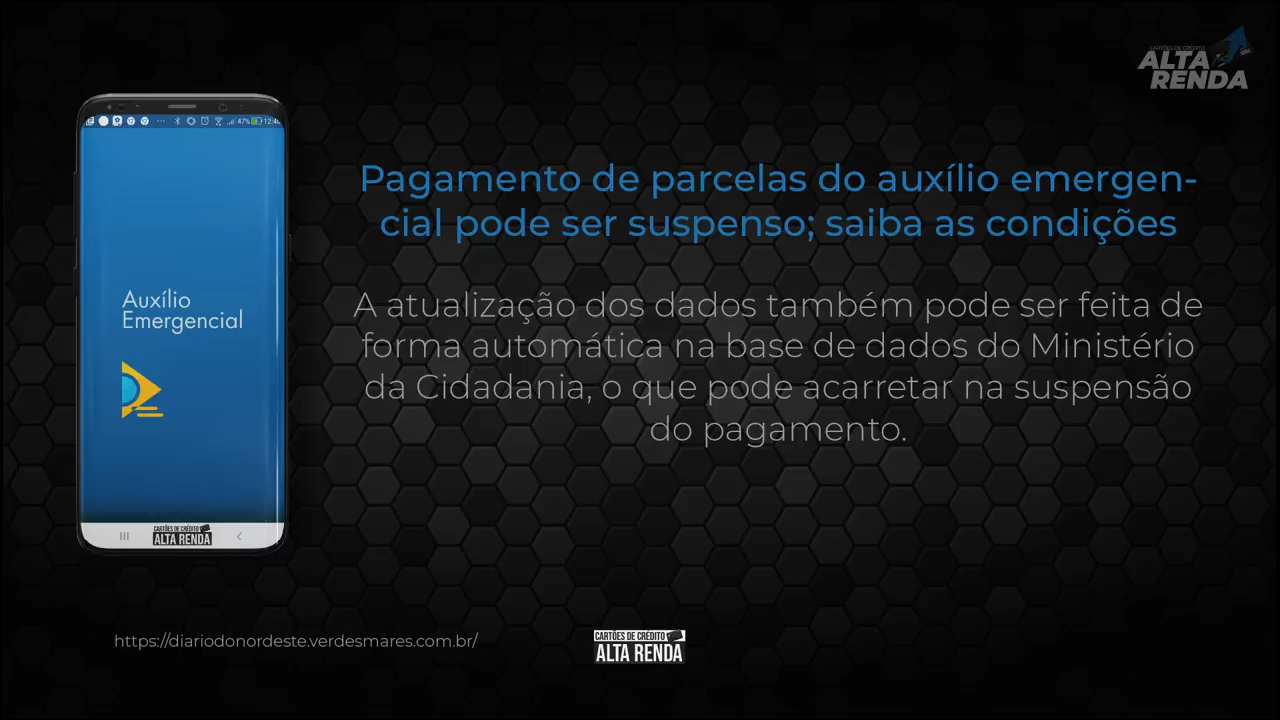 CARTÕES DE CRÉDITO
ALTA
RENDA
47% 12:40
Pagamento de parcelas do auxílio emergen-
cial pode ser suspenso; saiba as condições
Auxílio
Emergencial
A atualização dos dados também pode ser feita de
forma automática na base de dados do Ministério
da Cidadania, o que pode acarretar na suspensão
do pagamento.
CARTÕES DE CRÉDITO
ALTA RENDA
https://diariodonordeste.verdesmares.com.br/
CARTÕES DE CRÉDITO
ALTA RENDA